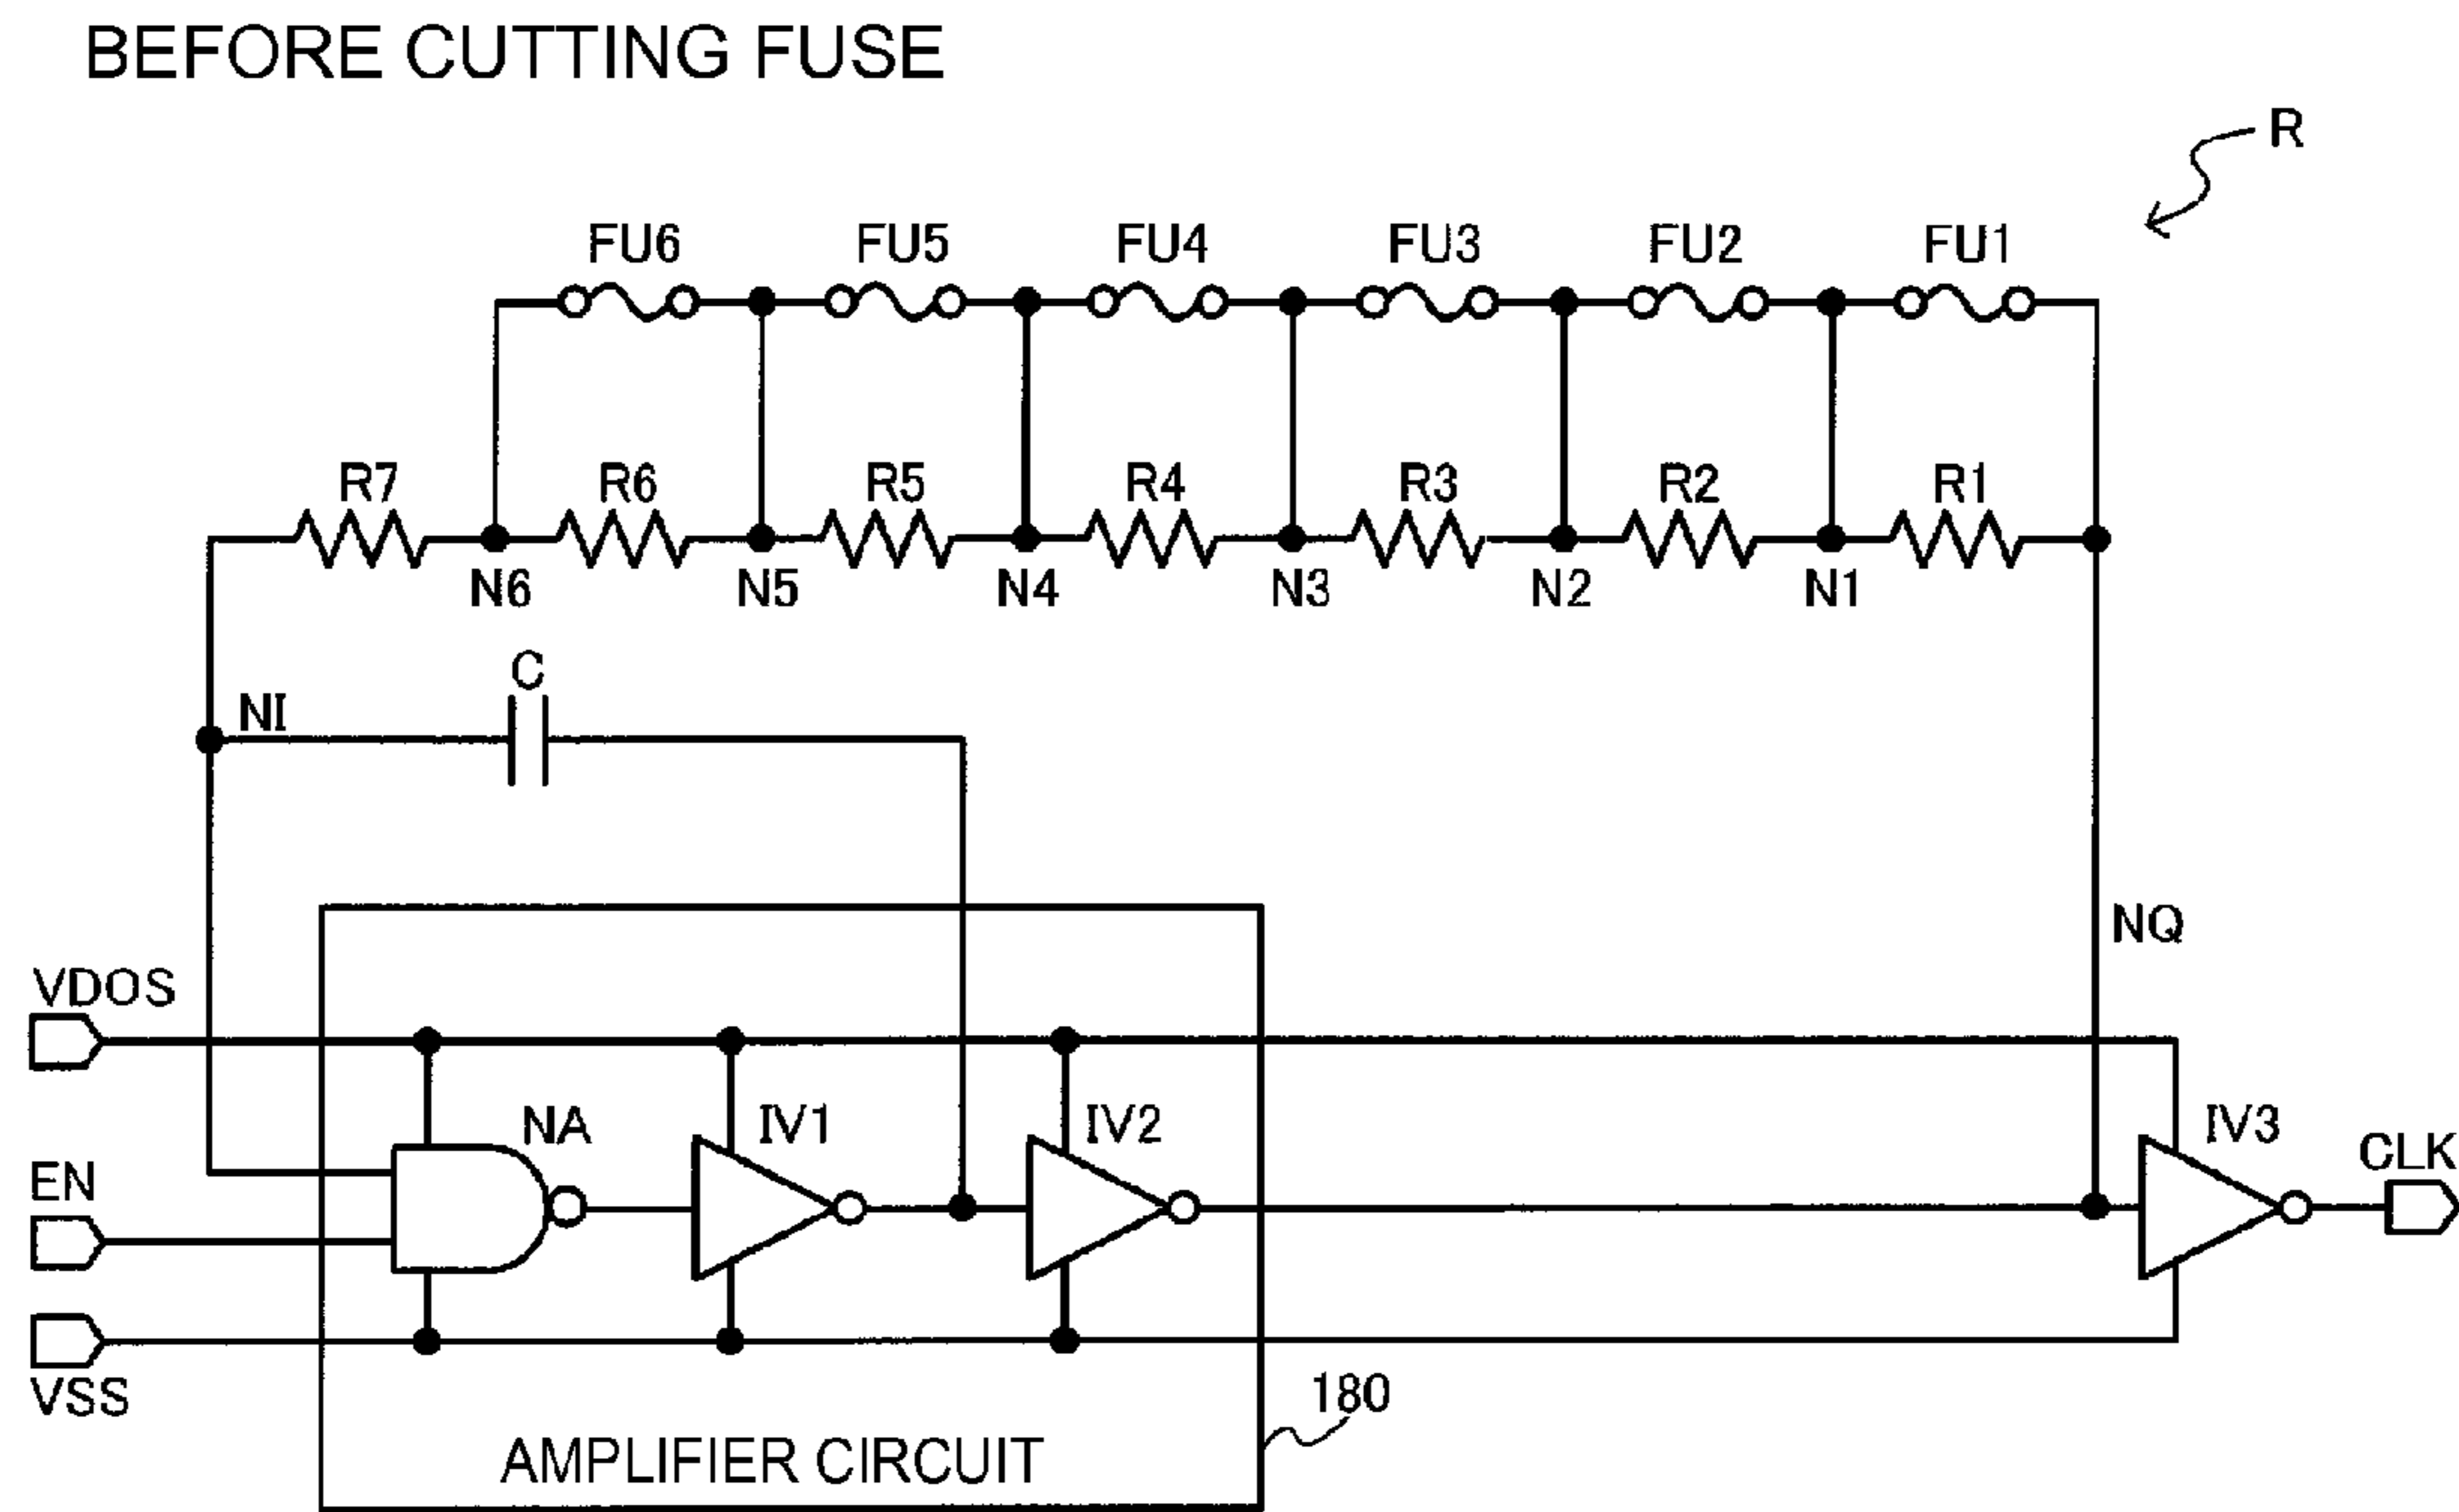 BEFORE CUTTING FUSE
R
FU6 FU5 FU4 FU3 FU2 FU1
R7 R6 R5 R4 R3 R2 R1
N6 N5 N4 N3 N2 N1
C
NI
NQ
VDOS
NA IV1 IV2 IV3
CLK
EN
VSS
180
AMPLIFIER CIRCUIT